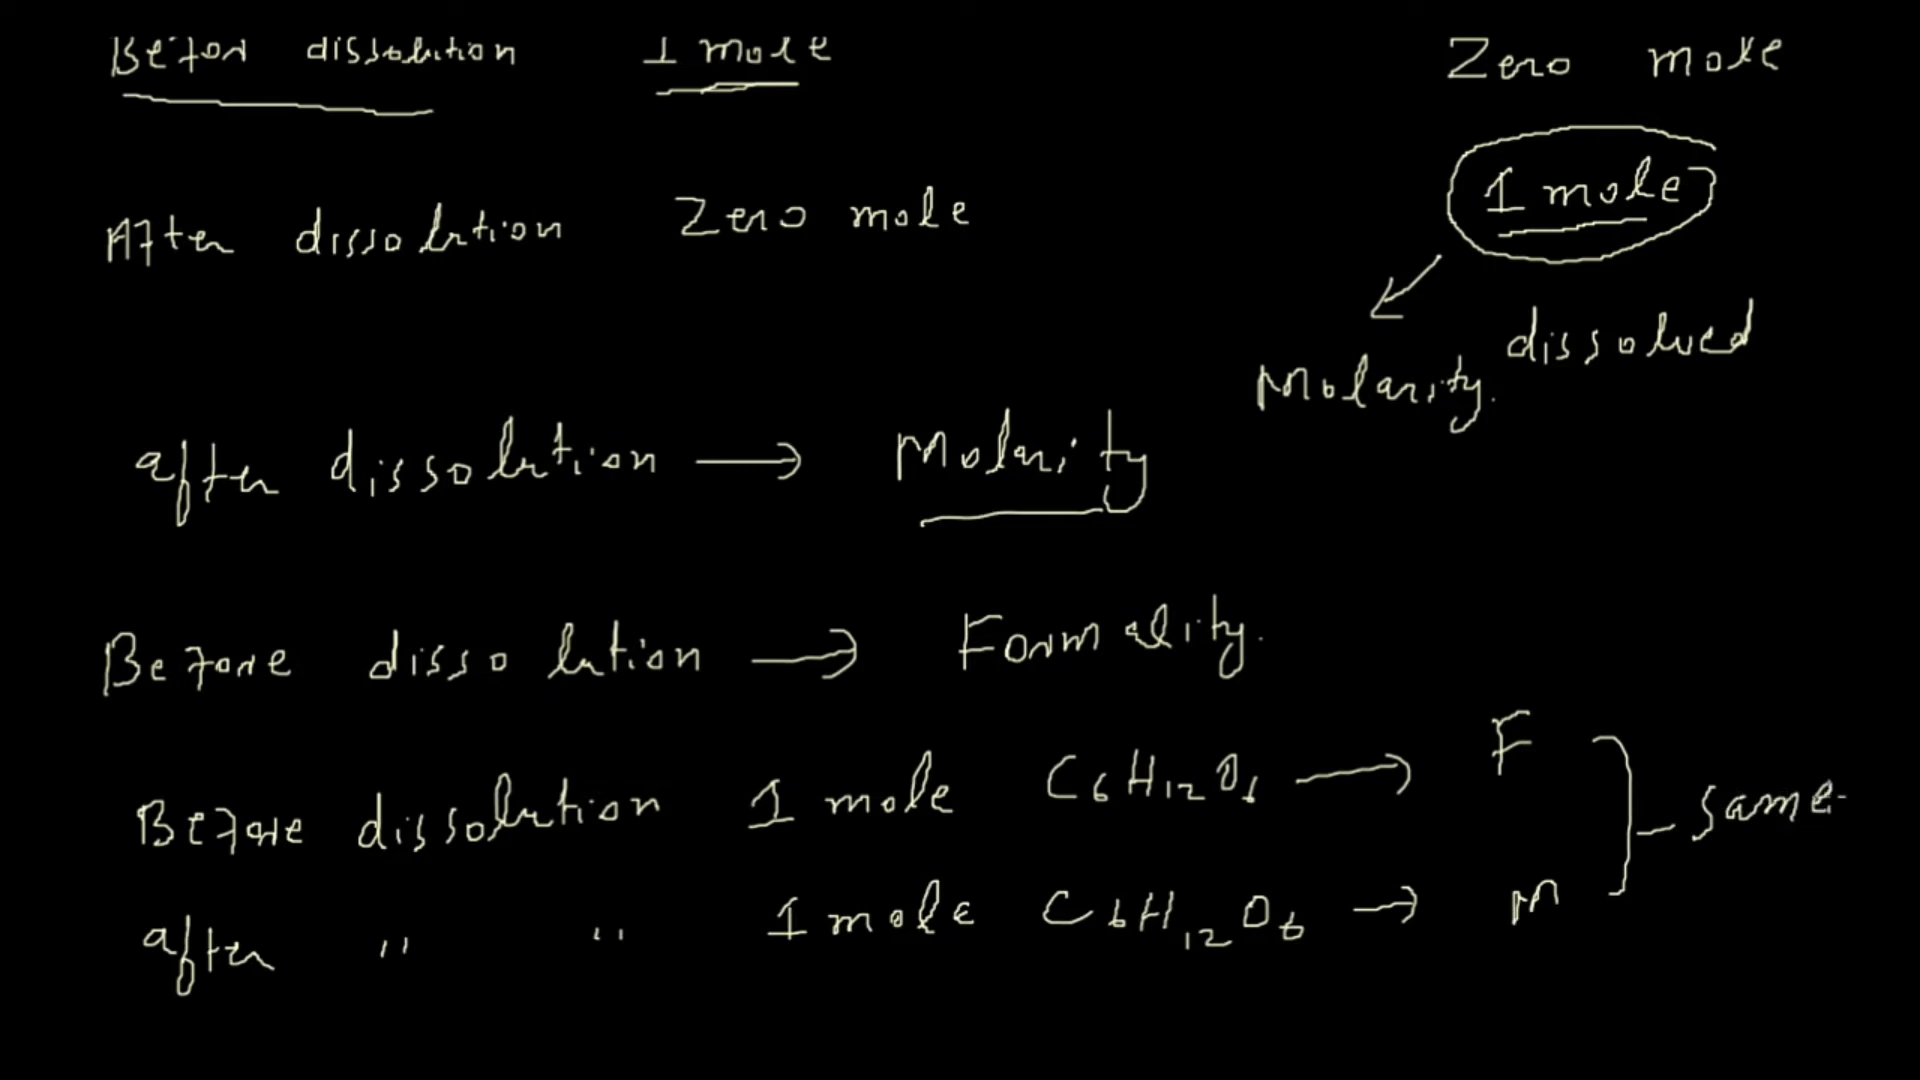 Befor dissolution 1 mole Zero mole
After dissolution Zero mole 1 mole
dissolved
Molarity.
after dissolution → Molarity
Before dissolution → Formality.
Before dissolution 1 mole C6H12O6 → F
same.
after " " 1 mole C6H12O6 → M